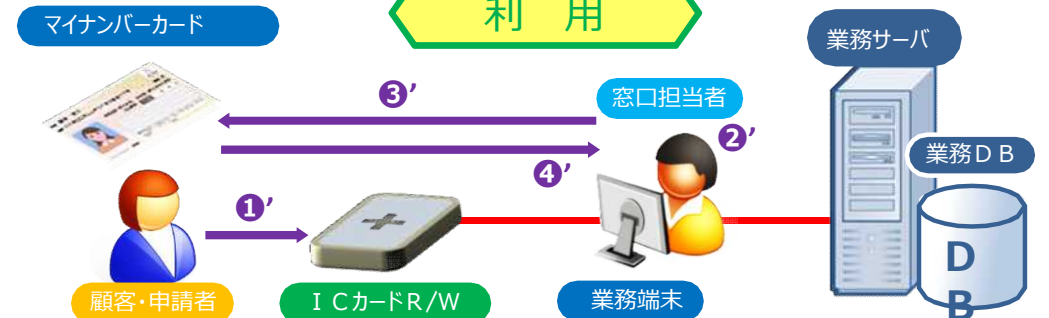 利 用
マイナンバーカード
業務サーバ
❸’
窓口担当者
❷’
業務ＤＢ
❹’
❶’
D
B
顧客・申請者
ＩＣカードＲ/Ｗ
業務端末